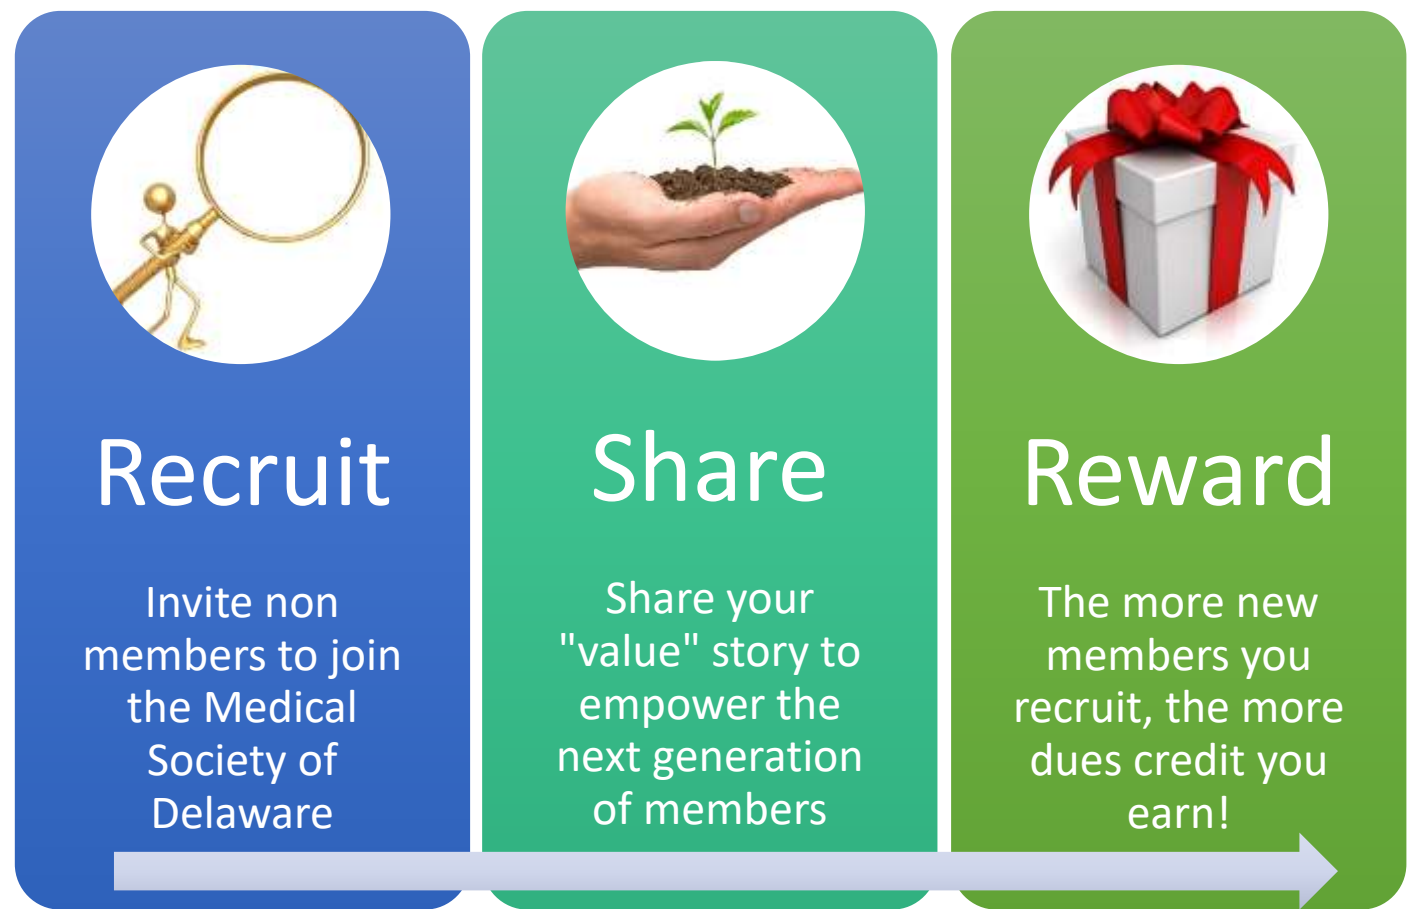 Recruit
Invite non
members to join
the Medical
Society of
Delaware
Share
Share your
"value" story to
empower the
next generation
of members
Reward
The more new
members you
recruit, the more
dues credit you
earn!